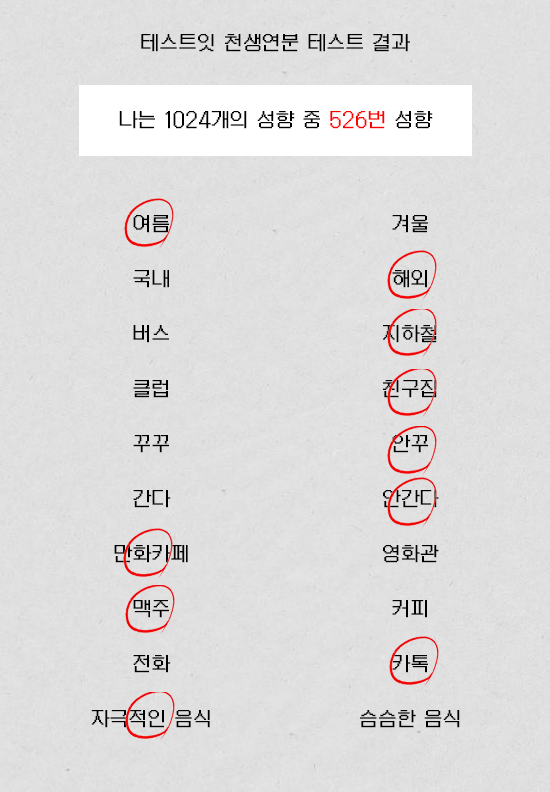 테스트잇 천생연분 테스트 결과
나는 1024개의 성향 중 526번 성향
여름 겨울
국내 해외
버스 지하철
클럽 친구집
꾸꾸 안꾸
간다 안간다
만화카페 영화관
맥주 커피
전화 카톡
자극적인 음식 슴슴한 음식